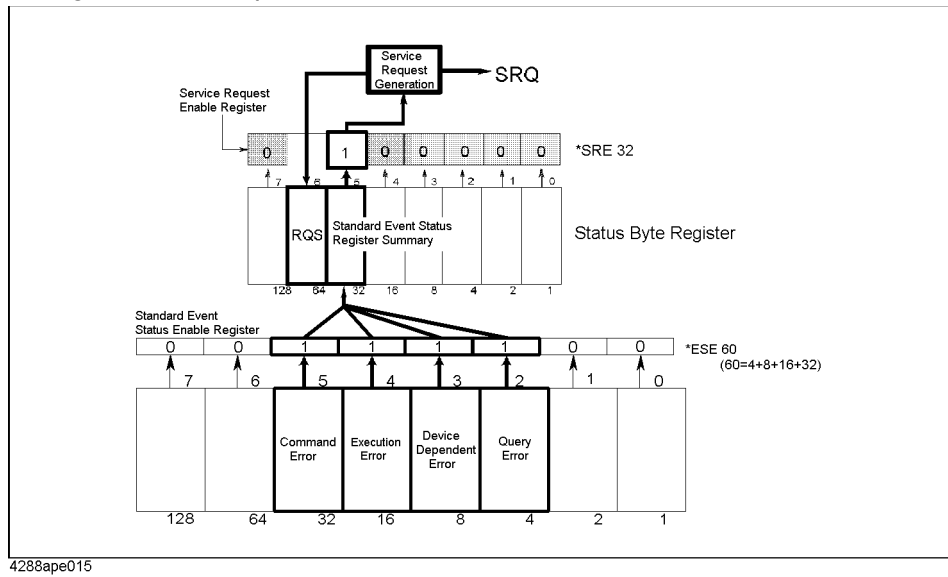 Service
Request
Generation
SRQ
Service Request
Enable Register
0 1 0 0 0 0 0
*SRE 32
7 6 5 4 3 2 1 0
RQS
Standard Event Status
Register Summary
Status Byte Register
128 64 32 16 8 4 2 1
Standard Event
Status Enable Register
0 0 1 1 1 1 0 0
*ESE 60
(60=4+8+16+32)
7 6 5 4 3 2 1 0
Command
Error
Execution
Error
Device
Dependent
Error
Query
Error
128 64 32 16 8 4 2 1
4288ape015